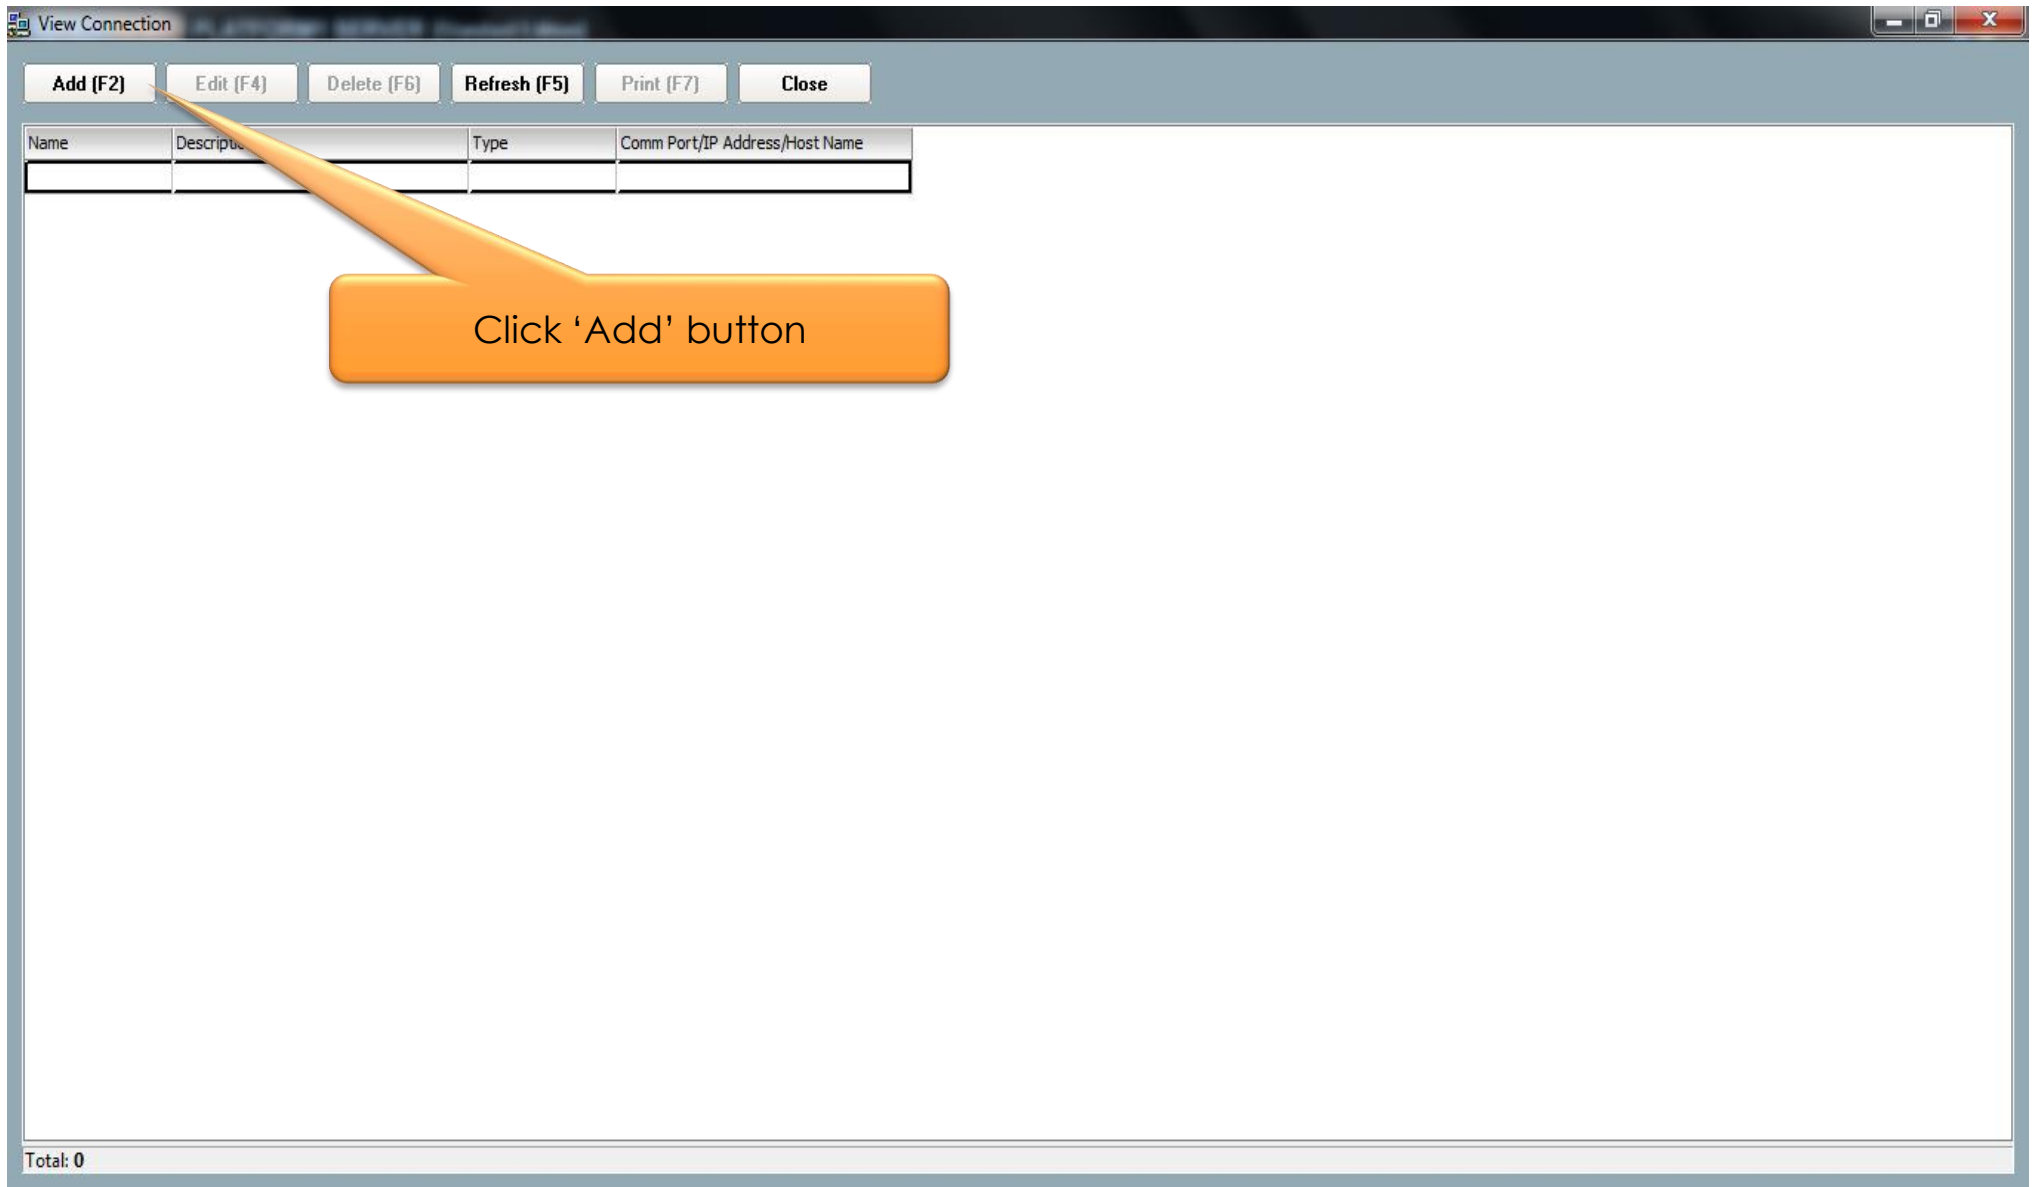 View Connection
Add (F2) Edit (F4) Delete (F6) Refresh (F5) Print (F7) Close
Name Type Comm Port/IP Address/Host Name
Click ‘Add’ button
Total: 0